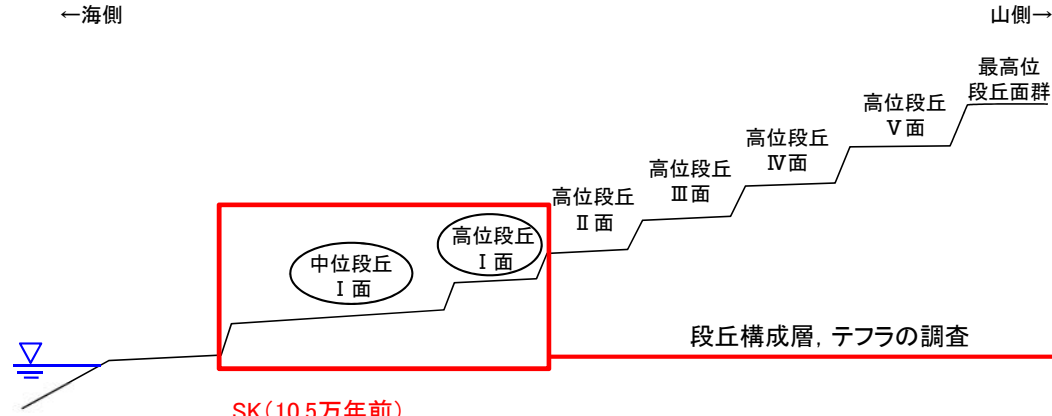 ←海側
山側→
最高位
段丘面群
高位段丘
Ⅴ面
高位段丘
Ⅳ面
高位段丘
Ⅲ面
高位段丘
Ⅱ面
高位段丘
Ⅰ面
中位段丘
Ⅰ面
段丘構成層，テフラの調査
SK（10.5万年前）